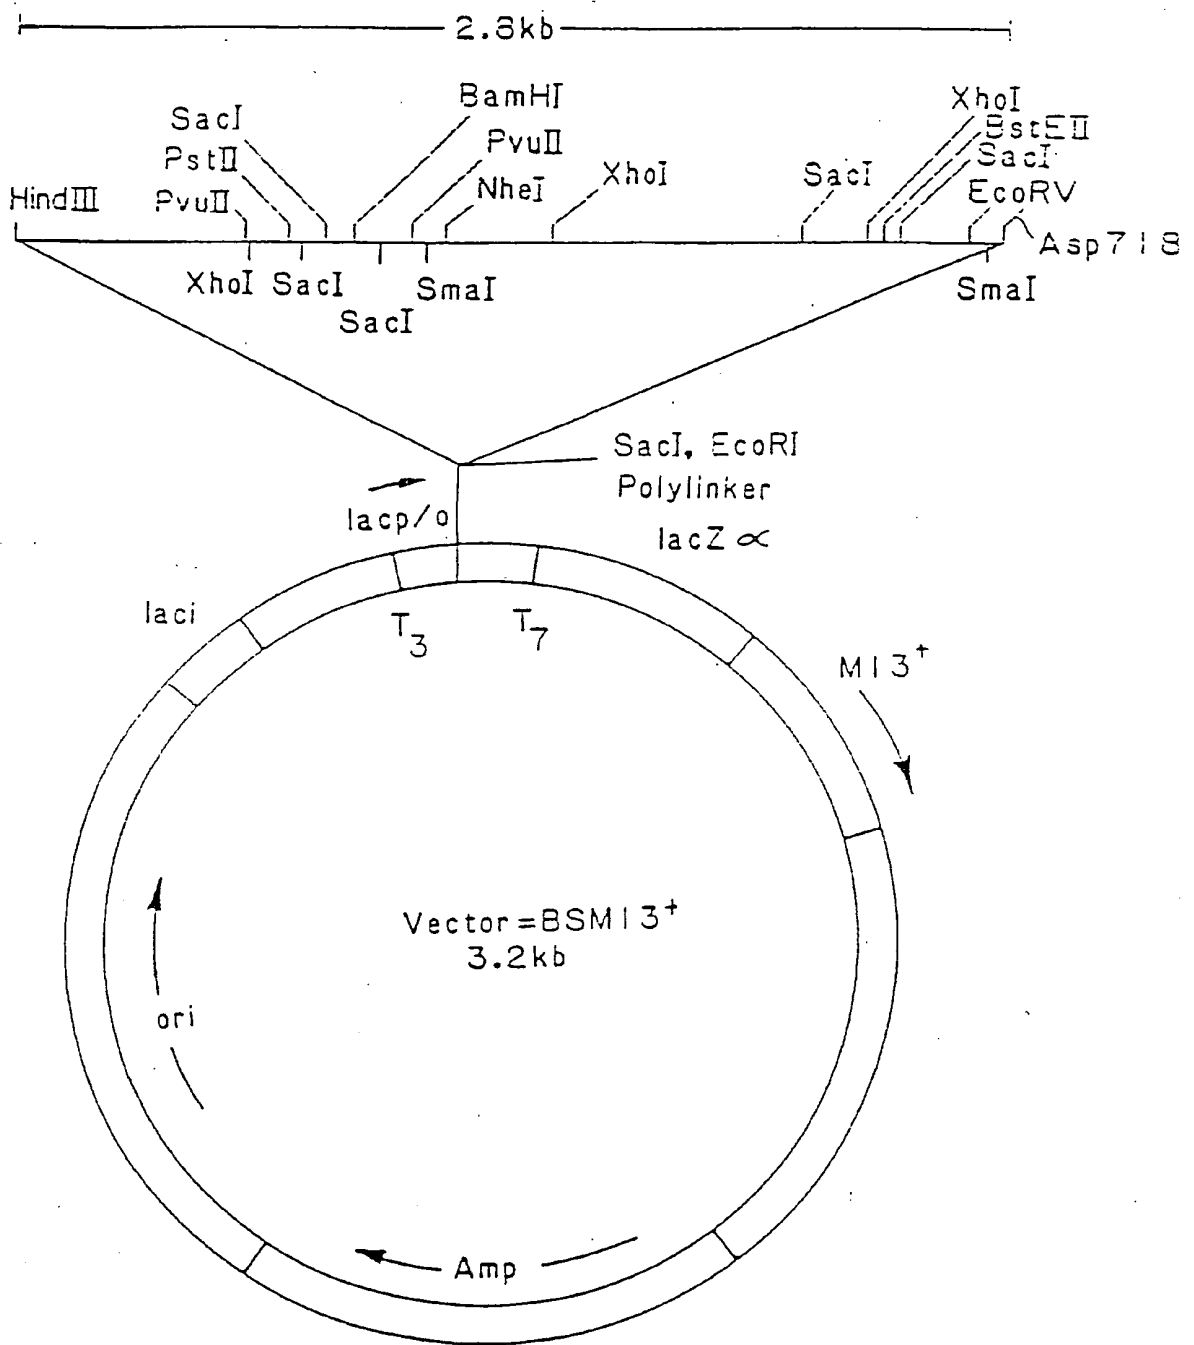 2.8kb
BamHI
XhoI
SacI
BstEII
PvuII
SacI
PstII
NheI
XhoI
SacI
EcoRV
HindIII
PvuII
Asp718
XhoI
SacI
SmaI
SmaI
SacI
SacI, EcoRI
Polylinker
lacp/o
lacZ ∝
laci
T3
T7
M13+
Vector=BSM13+
3.2kb
ori
Amp